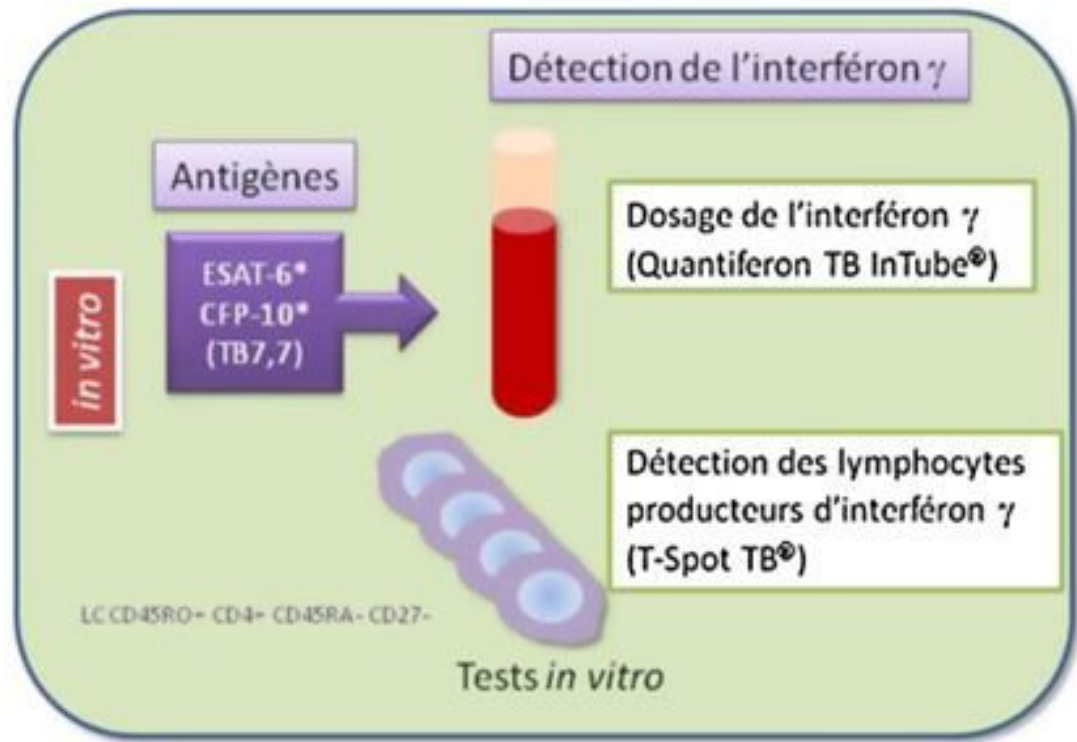 Détection de l'interféron γ
Antigènes
ESAT-6*
CFP-10*
(TB7,7)
in vitro
Dosage de l'interféron γ
(Quantiferon TB InTube®)
Détection des lymphocytes
producteurs d'interféron γ
(T-Spot TB®)
LC CD45RO+ CD4+ CD45RA- CD27-
Tests in vitro